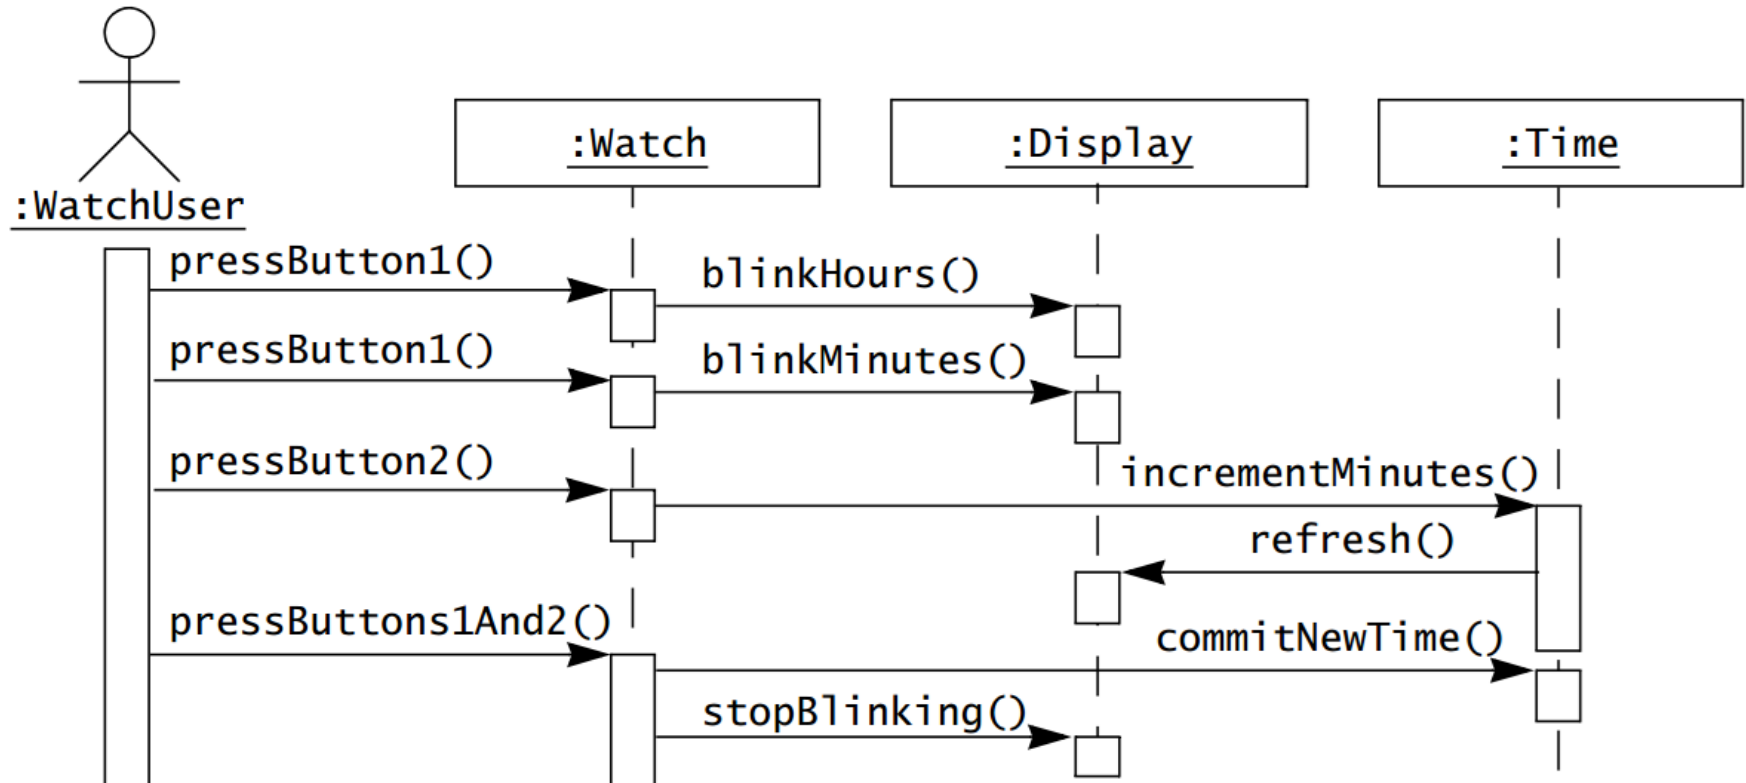 :Watch
:Display
:Time
:WatchUser
pressButton1()
blinkHours()
pressButton1()
blinkMinutes()
pressButton2()
incrementMinutes()
refresh()
pressButtons1And2()
commitNewTime()
stopBlinking()